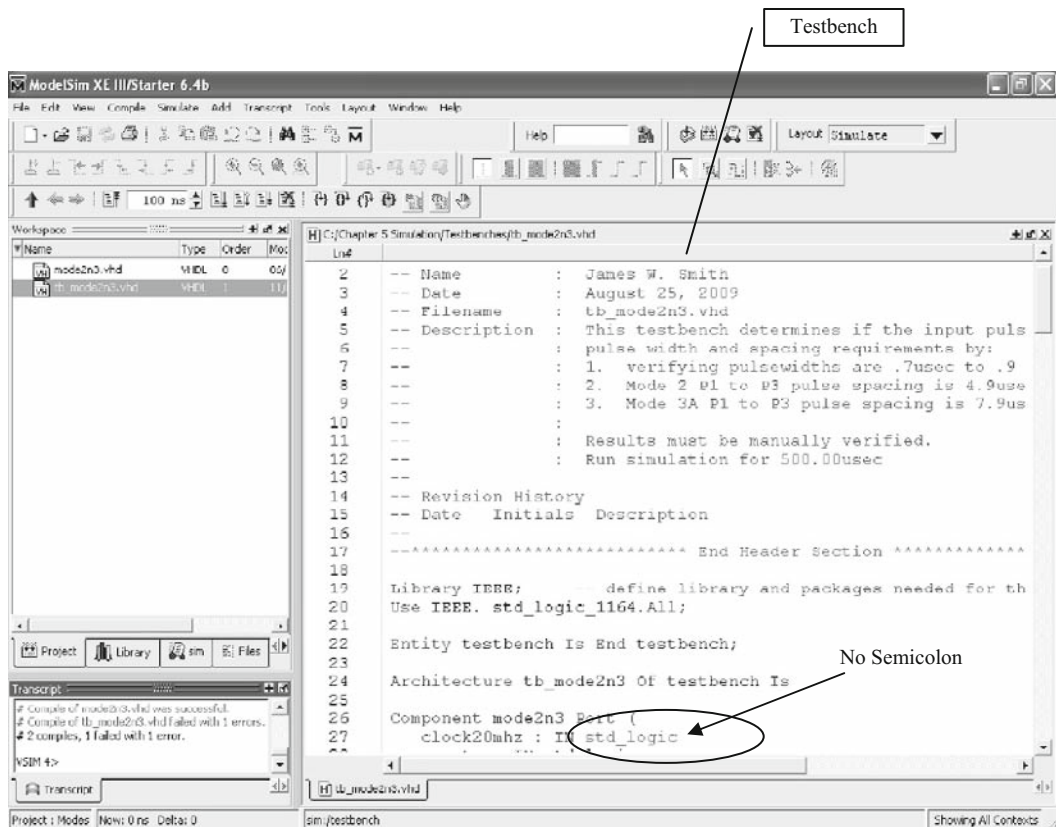 Testbench
ModelSim XE III/Starter 6.4b
File Edit View Compile Simulate Add Transcript Tools Layout Window Help
Help
Layout Simulate
100 ns
Workspace
Name Type Order
mode2n3.vhd VHDL 0 06/
tb_mode2n3.vhd VHDL 1 11/
Project Library sim Files
Transcript
# Compile of mode2n3.vhd was successful.
# Compile of tb_mode2n3.vhd failed with 1 errors.
# 2 compiles, 1 failed with 1 error.
VSIM 4>
Transcript
C:/Chapter 5 Simulation/Testbenches/tb_mode2n3.vhd
Ln#
2 -- Name : James W. Smith
3 -- Date : August 25, 2009
4 -- Filename : tb_mode2n3.vhd
5 -- Description : This testbench determines if the input puls
6 -- : pulse width and spacing requirements by:
7 -- : 1. verifying pulsewidths are .7usec to .9
8 -- : 2. Mode 2 P1 to P3 pulse spacing is 4.9use
9 -- : 3. Mode 3A P1 to P3 pulse spacing is 7.9us
10 -- :
11 -- : Results must be manually verified.
12 -- : Run simulation for 500.00usec
13 --
14 -- Revision History
15 -- Date Initials Description
16 --
17 --^^^^^^^^^^^^^^^^^^^^^^^^^^^ End Header Section ^^^^^^^^^^^^^
18
19 Library IEEE; -- define library and packages needed for th
20 Use IEEE. std_logic_1164.All;
21
22 Entity testbench Is End testbench;
23
24 Architecture tb_mode2n3 Of testbench Is
25
26 Component mode2n3 Port (
27 clock20mhz : IN std_logic
No Semicolon
tb_mode2n3.vhd
Project : Modes Now: 0 ns Delta: 0
sim:/testbench
Showing All Contexts